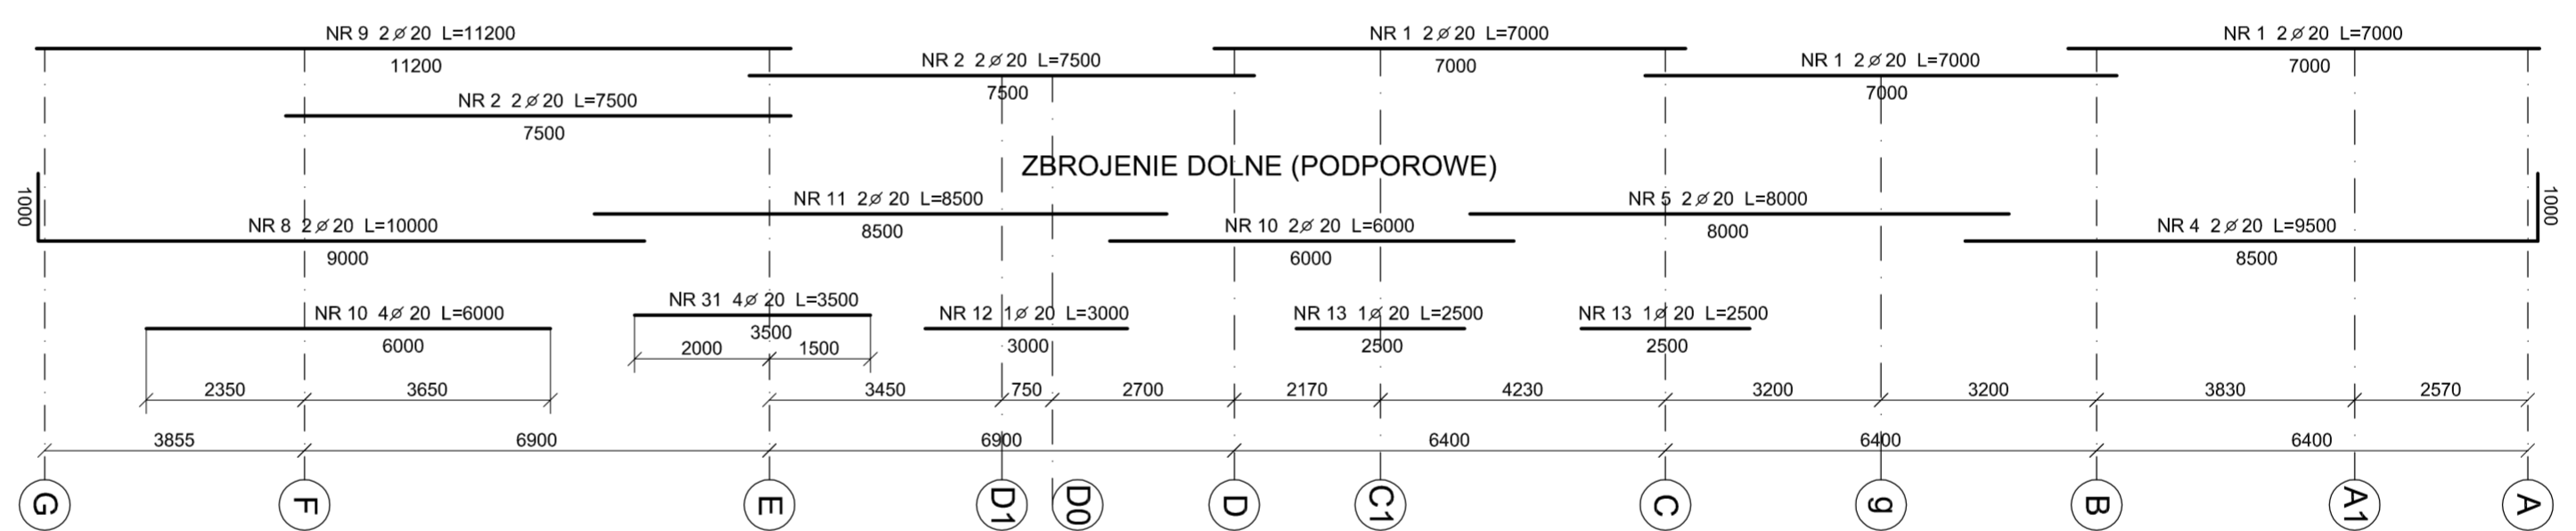 NR 9 2⌀20 L=11200
11200
NR 2 2⌀20 L=7500
7500
NR 1 2⌀20 L=7000
7000
NR 1 2⌀20 L=7000
7000
NR 1 2⌀20 L=7000
7000
NR 2 2⌀20 L=7500
7500
ZBROJENIE DOLNE (PODPOROWE)
1000
NR 8 2⌀20 L=10000
9000
NR 11 2⌀20 L=8500
8500
NR 10 2⌀20 L=6000
6000
NR 5 2⌀20 L=8000
8000
NR 4 2⌀20 L=9500
8500
1000
NR 10 4⌀20 L=6000
6000
NR 31 4⌀20 L=3500
3500
2000 1500
NR 12 1⌀20 L=3000
3000
NR 13 1⌀20 L=2500
2500
NR 13 1⌀20 L=2500
2500
2350 3650 3450 750 2700 2170 4230 3200 3200 3830 2570
3855 6900 6900 6400 6400 6400
G F E D1 D0 D C1 C g B A1 A